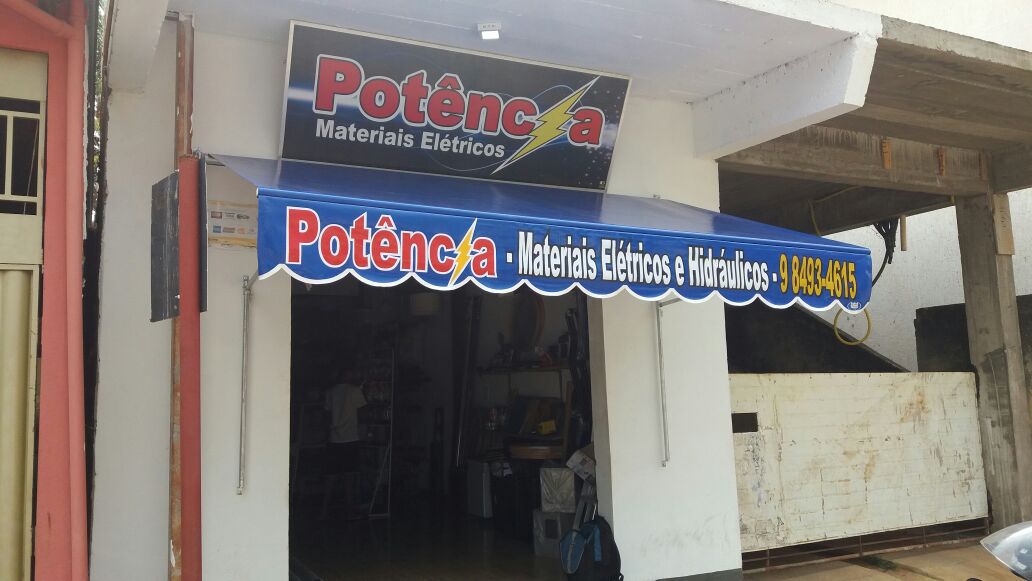 Potência
Materiais Elétricos
Potência - Materiais Elétricos e Hidráulicos - 9 8493-4615